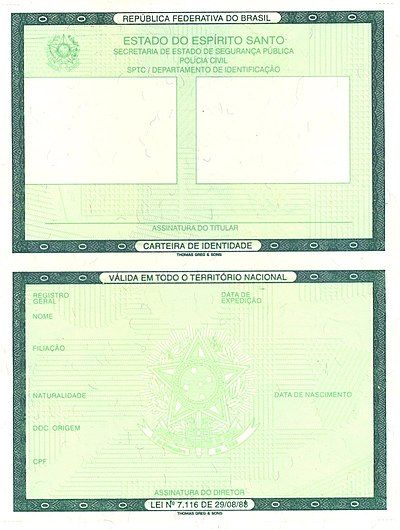 REPÚBLICA FEDERATIVA DO BRASIL
ESTADO DO ESPÍRITO SANTO
SECRETARIA DE ESTADO DE SEGURANÇA PÚBLICA
POLÍCIA CIVIL
SPTC / DEPARTAMENTO DE IDENTIFICAÇÃO
ASSINATURA DO TITULAR
CARTEIRA DE IDENTIDADE
THOMAS GREG & SONS
VÁLIDA EM TODO O TERRITÓRIO NACIONAL
REGISTRO GERAL
DATA DE EXPEDIÇÃO
NOME
FILIAÇÃO
NATURALIDADE
DATA DE NASCIMENTO
DOC. ORIGEM
CPF
ASSINATURA DO DIRETOR
LEI Nº 7.116 DE 29/08/83
THOMAS GREG & SONS